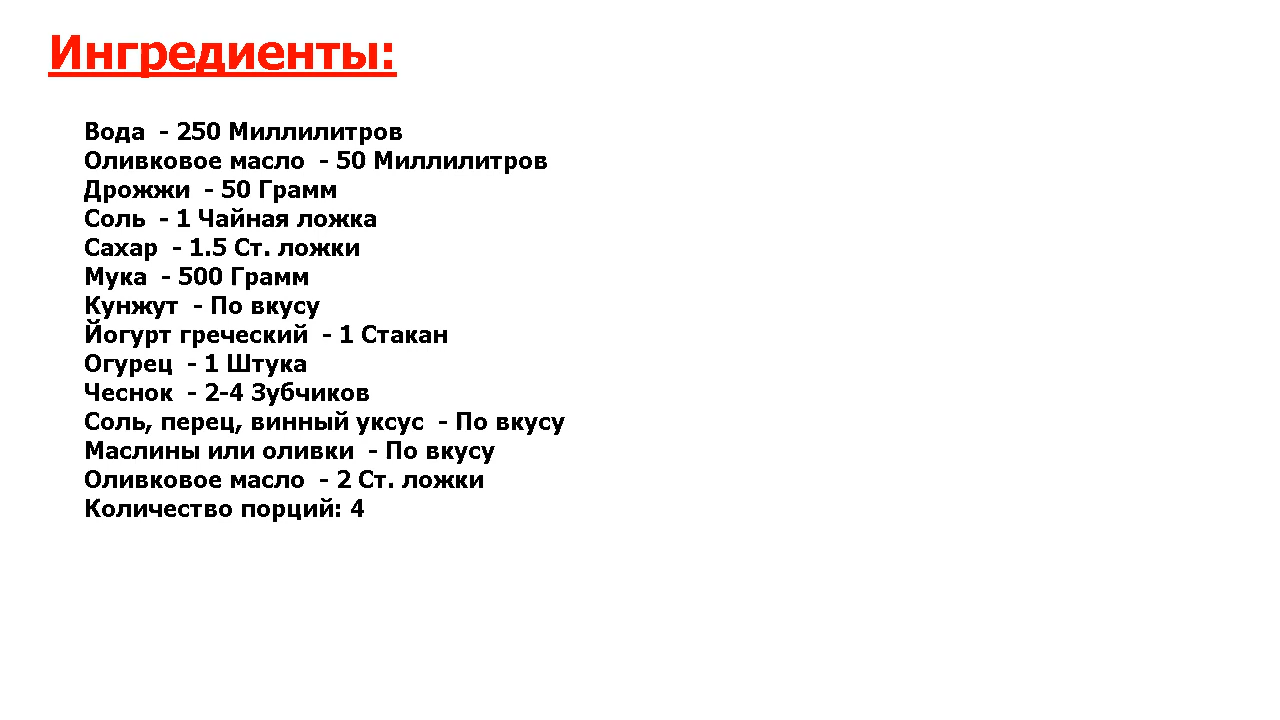 Ингредиенты:
Вода  - 250 Миллилитров
Оливковое масло  - 50 Миллилитров
Дрожжи  - 50 Грамм
Соль  - 1 Чайная ложка
Сахар  - 1.5 Ст. ложки
Мука  - 500 Грамм
Кунжут  - По вкусу
Йогурт греческий  - 1 Стакан
Огурец  - 1 Штука
Чеснок  - 2-4 Зубчиков
Соль, перец, винный уксус  - По вкусу
Маслины или оливки  - По вкусу
Оливковое масло  - 2 Ст. ложки
Количество порций: 4